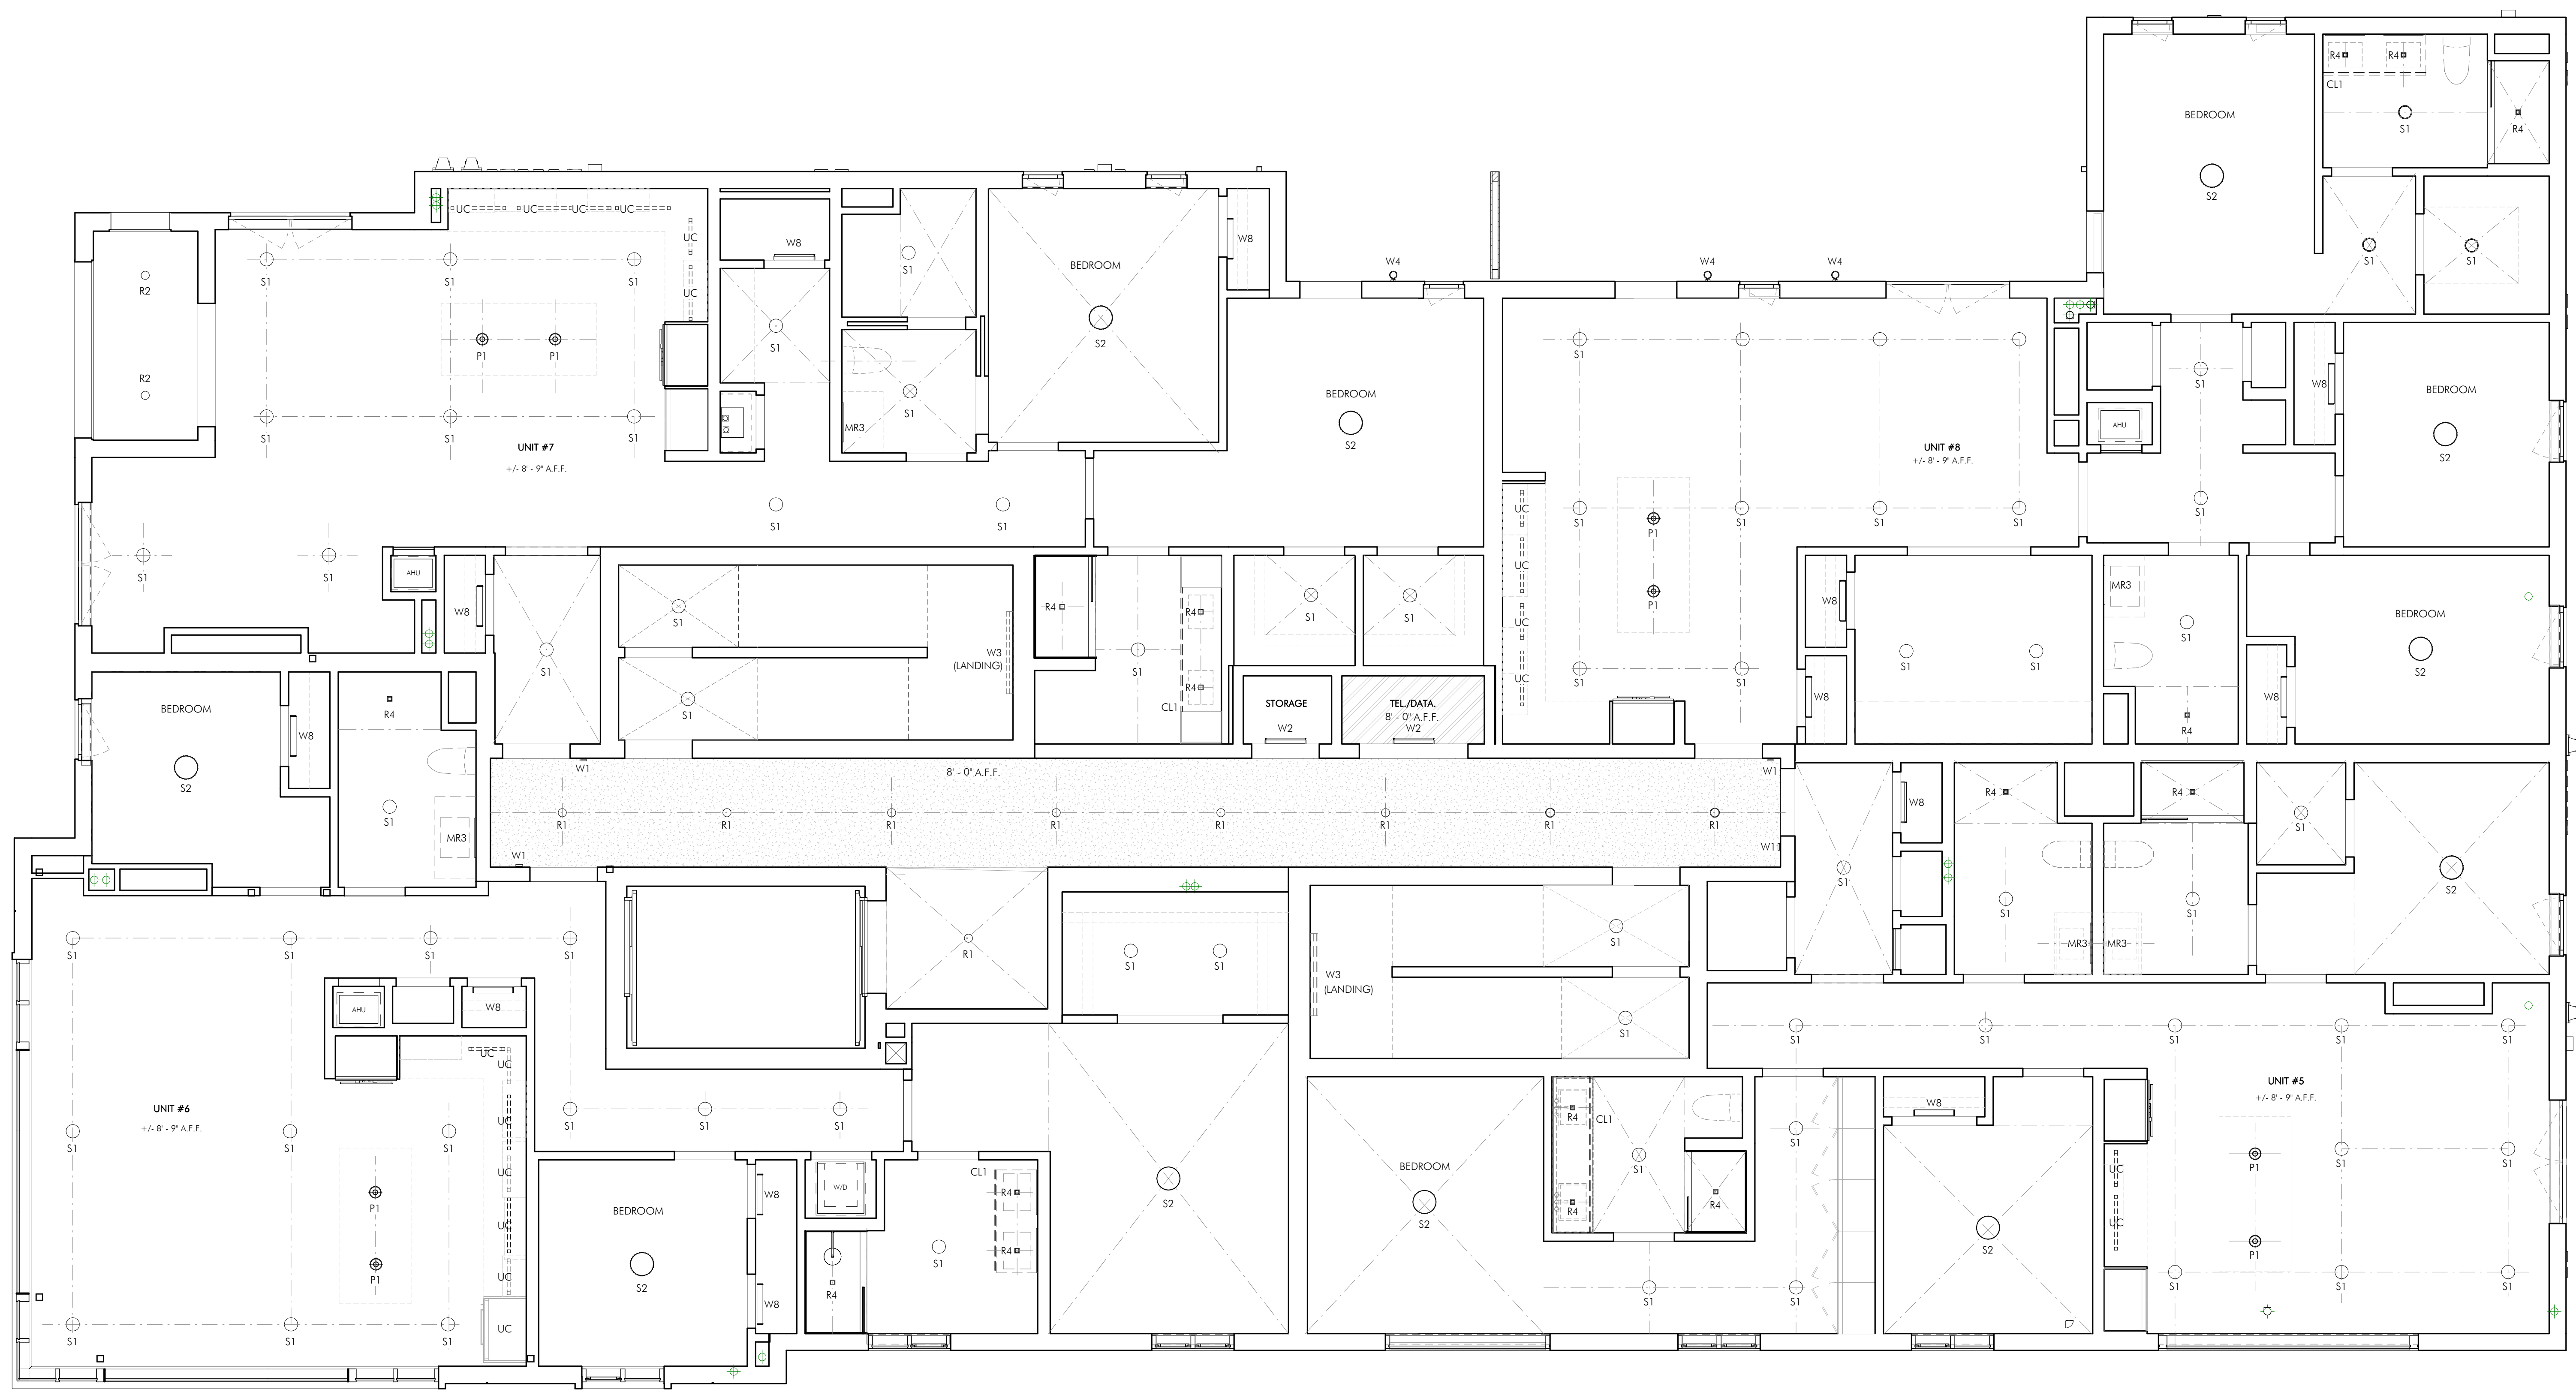 R4 R4
CL1
BEDROOM
S1 R4
S2
UC UC UC UC
UC
W8
W8
S1
BEDROOM
S1 S1
W4 W4 W4
R2
S1 S1 S1
S1
UC
P1 P1
S1
S2
S1
S1
R2
BEDROOM
W8
BEDROOM
S1
MR3
S2
AHU
S1 S1 S1
UNIT #7
+/- 8' - 9" A.F.F.
UNIT #8
+/- 8' - 9" A.F.F.
S2
UC
S1 S1
S1 S1 S1 S1
S1
P1
UC
S1 S1
AHU
MR3
P1
W8
S1 S1
W8
R4
R4
UC
BEDROOM
S1
S1
S1
W3
(LANDING)
S1
S1 S1
S2
UC
S1 S1
R4
W8
W8
CL1
STORAGE
W2
TEL./DATA.
8' - 0" A.F.F.
W2
R4
BEDROOM
R4
S1
W8
S2
W1
8' - 0" A.F.F.
W1
R4 R4
W8
S1
S1
R1 R1 R1 R1 R1 R1 R1 R1
MR3
W1
W1
S1
S2
S1 S1
S1 S1 S1 S1
R1
S1 S1
S1
MR3 MR3
W3
(LANDING)
AHU
W8
S1
S1 S1 S1 S1 S1
UC
UC
UNIT #6
+/- 8' - 9" A.F.F.
UNIT #5
+/- 8' - 9" A.F.F.
W8
R4
CL1
UC
S1 S1 S1
S1 S1 S1
S1
S1 S1
BEDROOM
S1
P1
UC
CL1
UC
W/D
W8
R4
R4
S2
P1
BEDROOM
S2
R4
R4
UC
UC
S2
P1
P1
S1
R4
S2
UC
R4
S1 S1
S1 S1 S1
W8
UC
S1 S1 S1